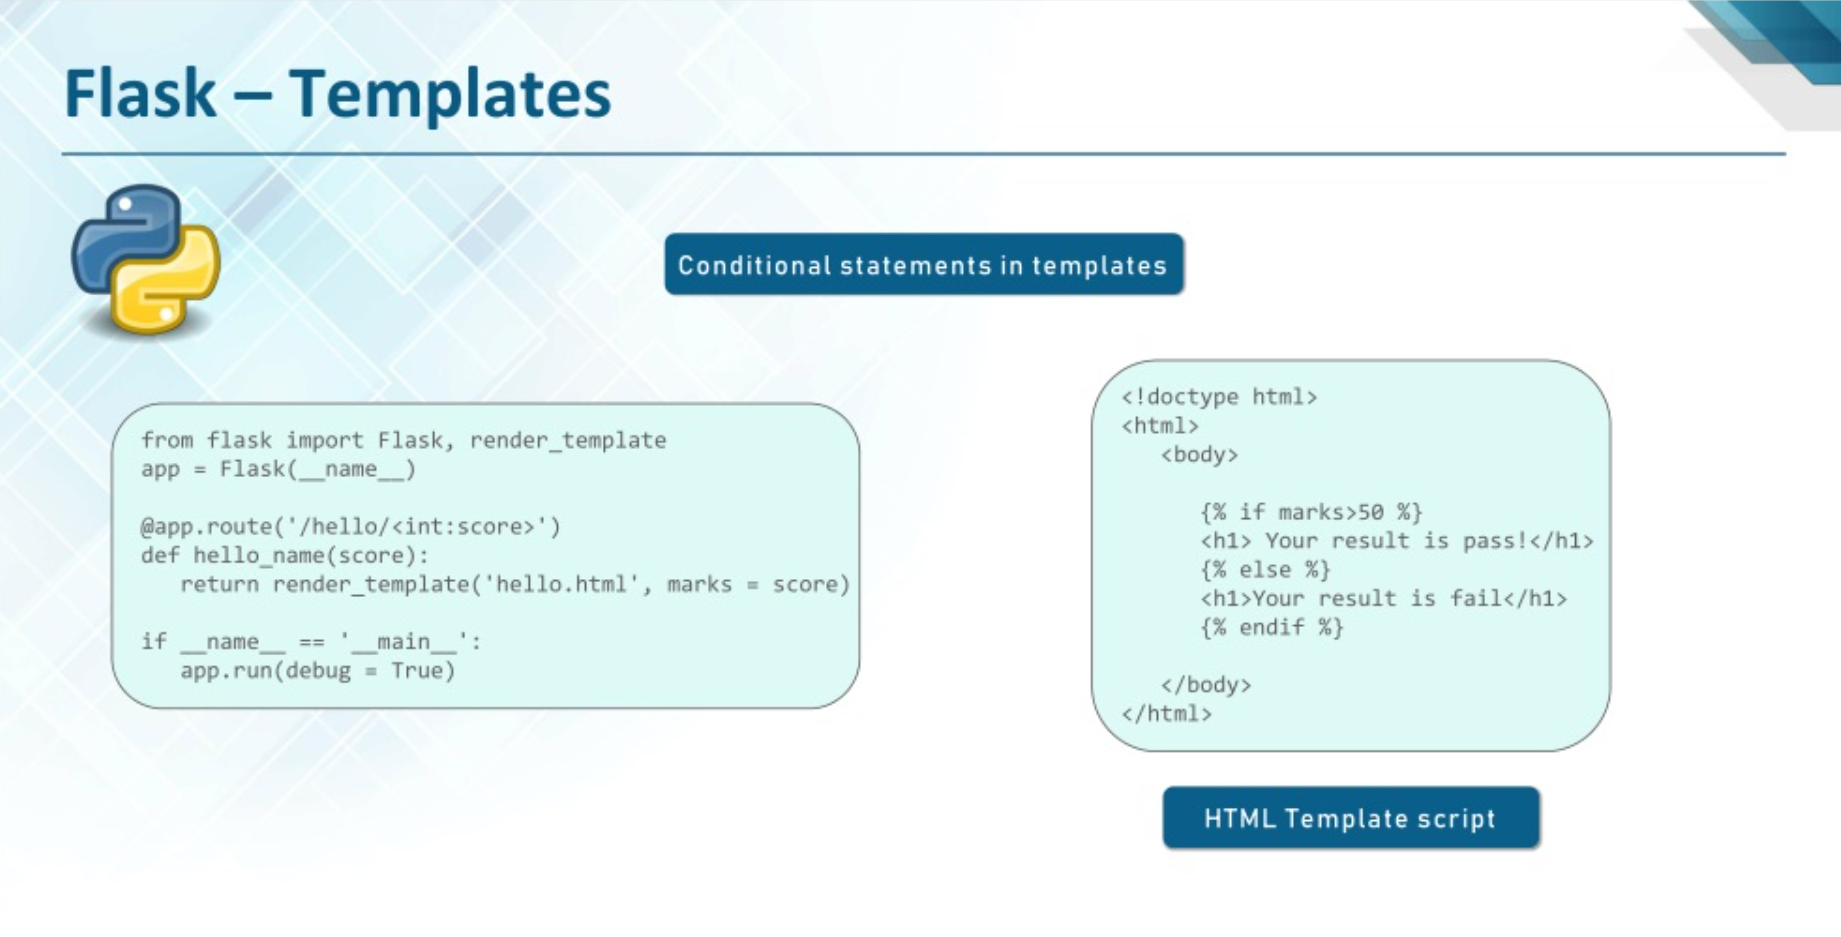 Flask – Templates
Conditional statements in templates
from flask import Flask, render_template
app = Flask(__name__)
@app.route('/hello/<int:score>')
def hello_name(score):
   return render_template('hello.html', marks = score)
if __name__ == '__main__':
   app.run(debug = True)
<!doctype html>
<html>
   <body>
      {% if marks>50 %}
      <h1> Your result is pass!</h1>
      {% else %}
      <h1>Your result is fail</h1>
      {% endif %}
   </body>
</html>
HTML Template script